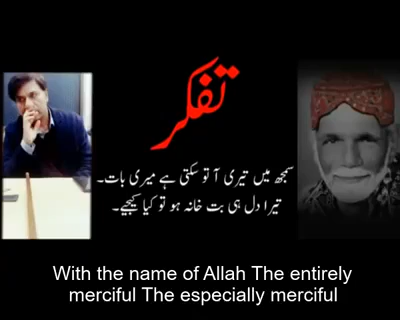 تفکر
سمجھ میں تیری آ تو سکتی ہے میری بات۔
تیرا دل ہی بت خانہ ہو تو کیا کیجیے۔
With the name of Allah The entirely
merciful The especially merciful